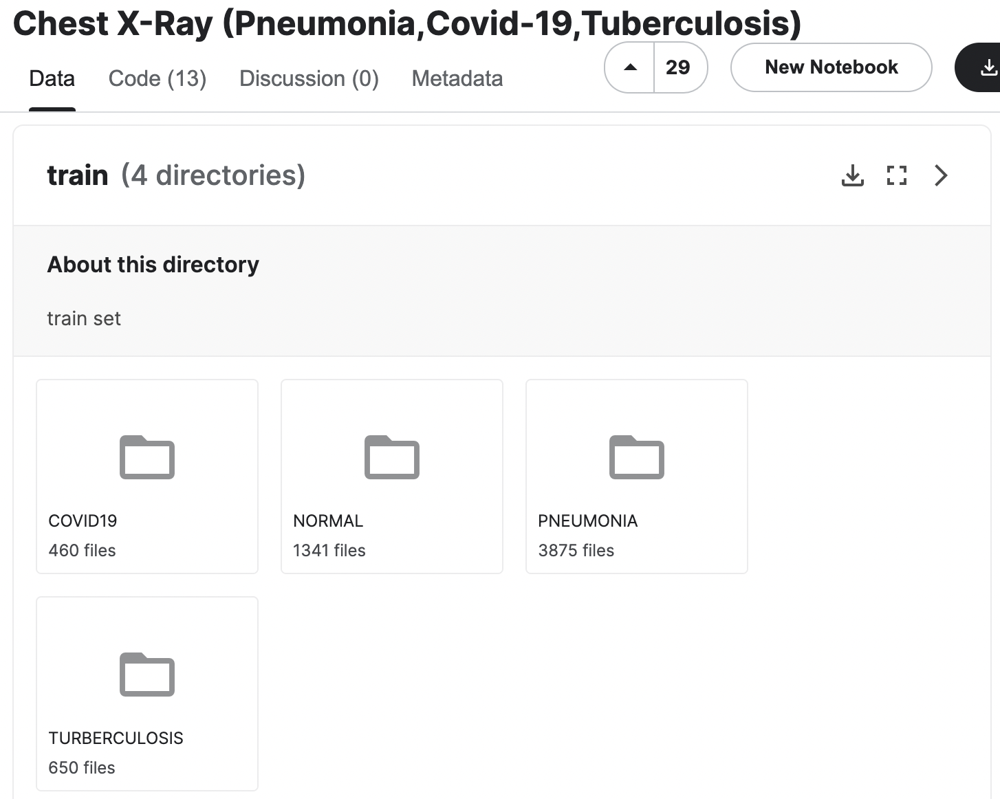 Chest X-Ray (Pneumonia,Covid-19,Tuberculosis)
Data Code (13) Discussion (0) Metadata 29 New Notebook
train (4 directories)
About this directory
train set
COVID19 NORMAL PNEUMONIA
460 files 1341 files 3875 files
TURBERCULOSIS
650 files